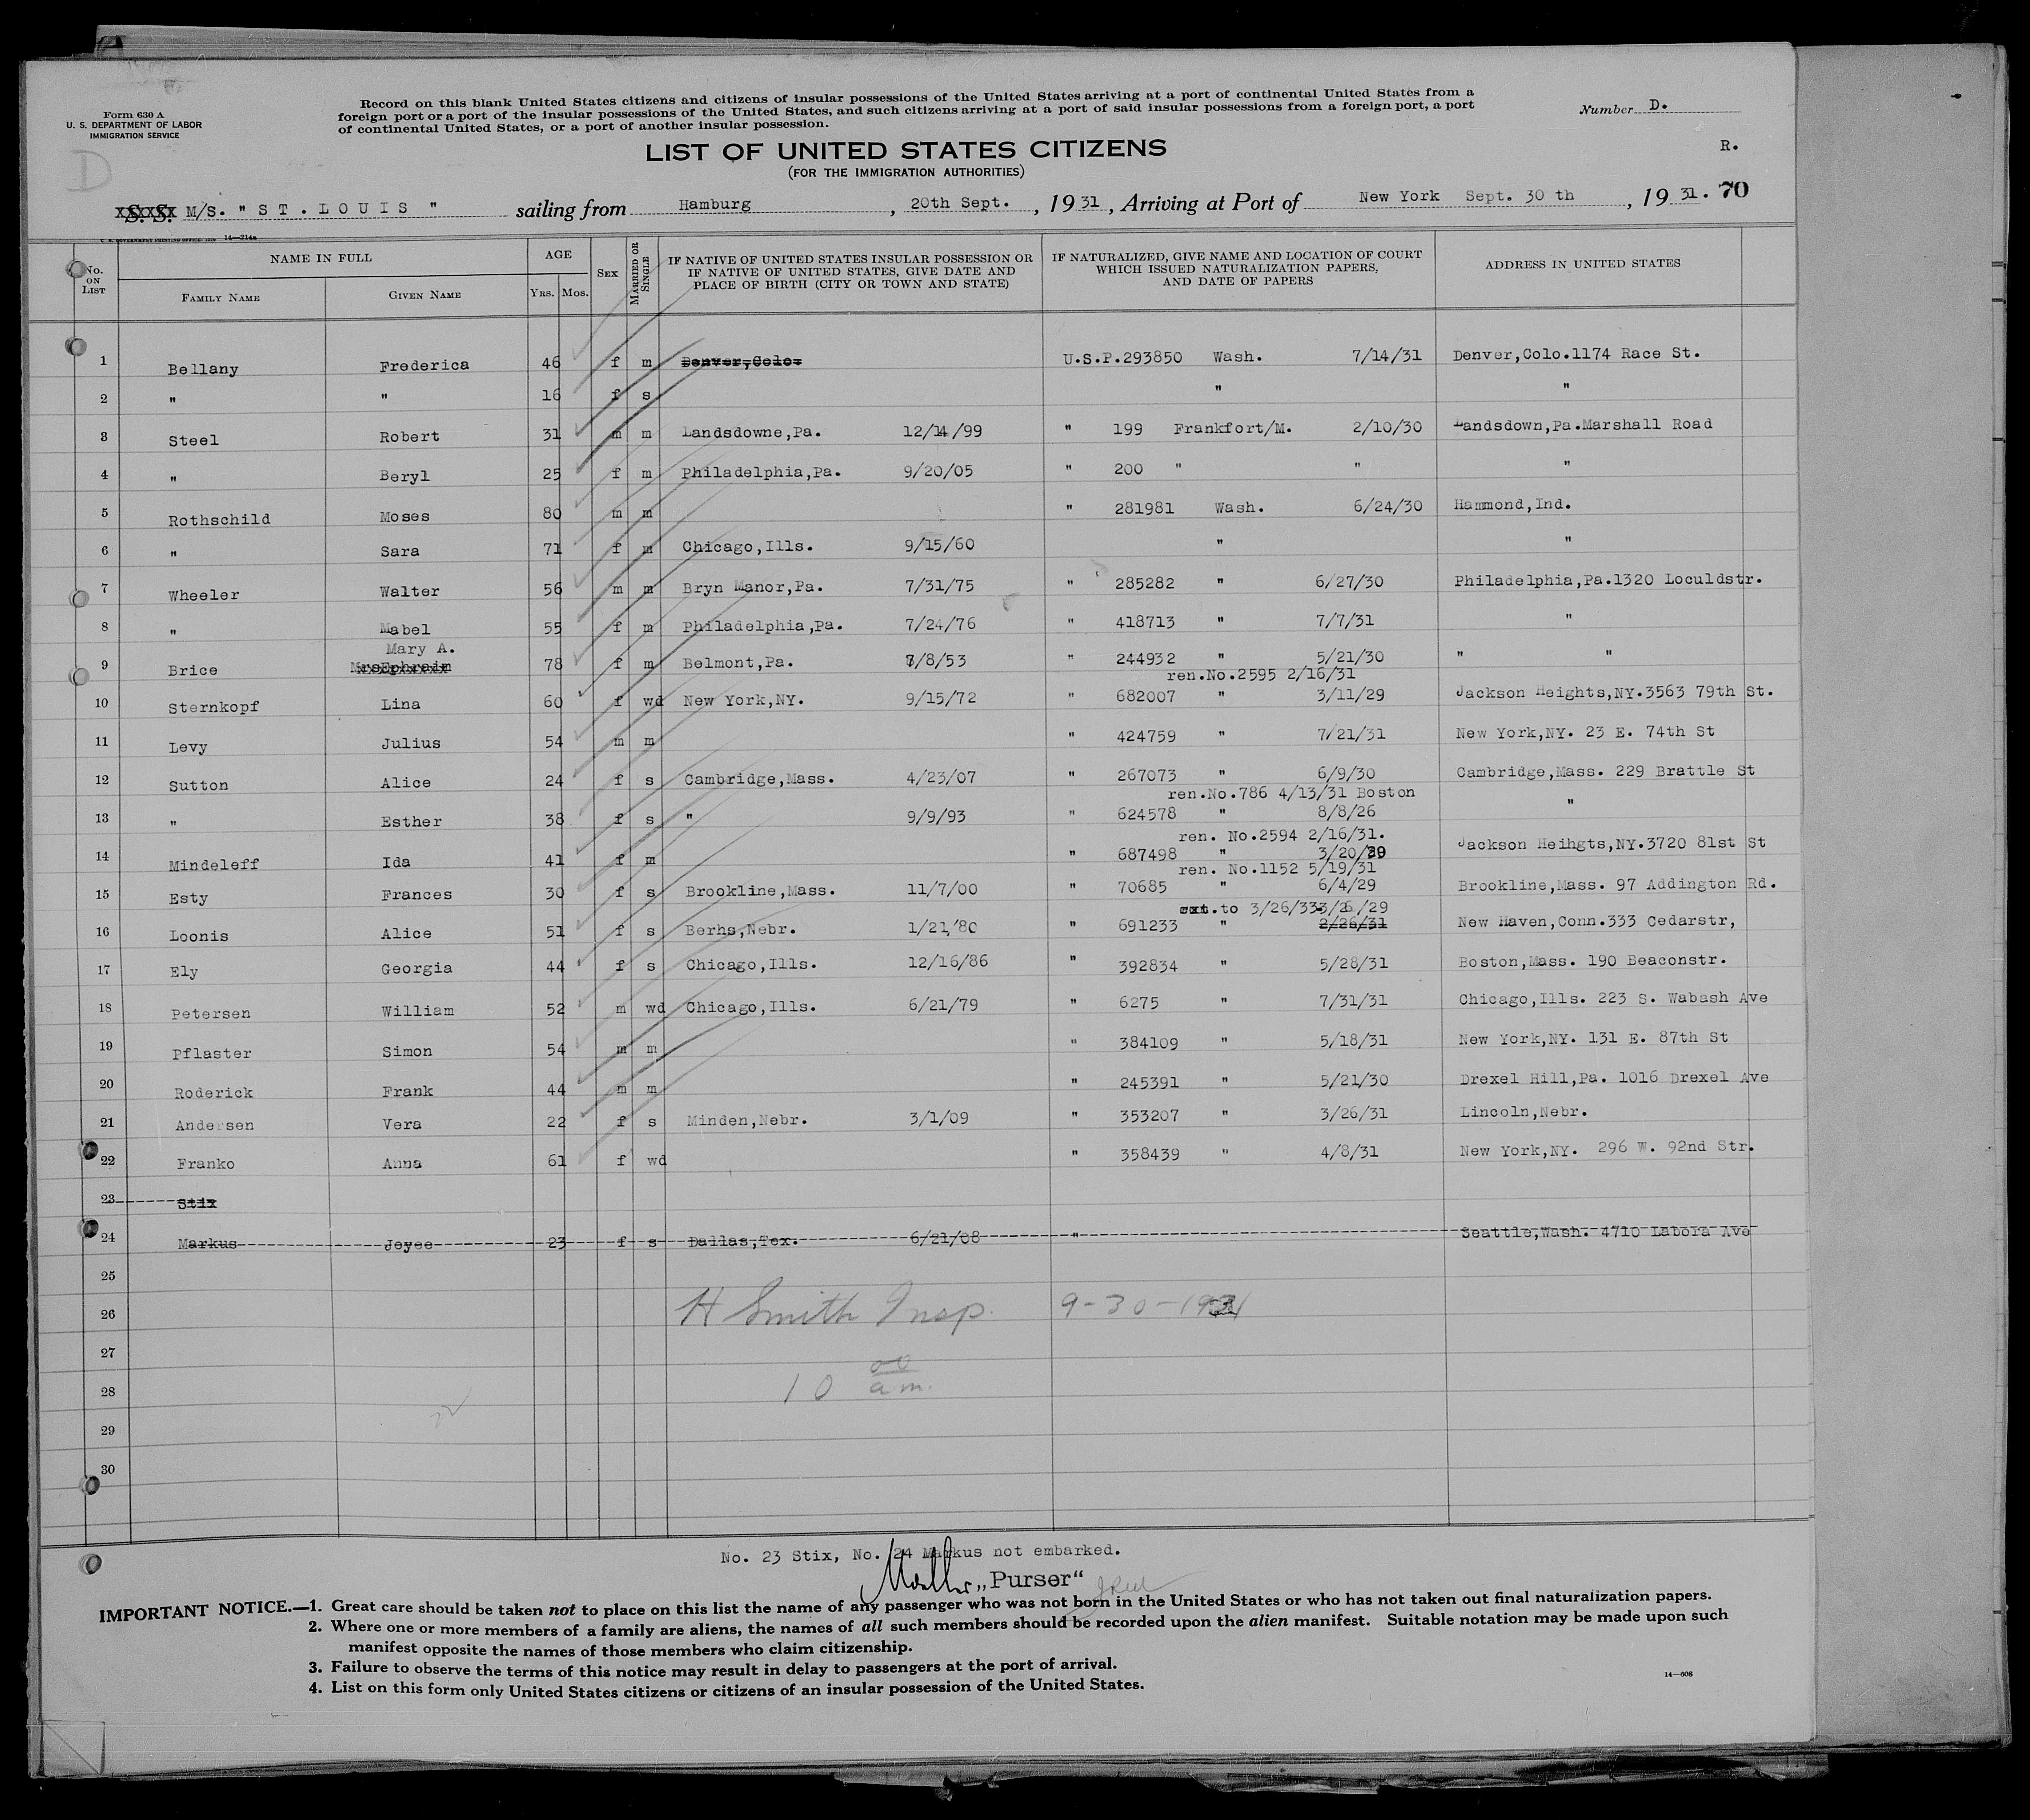 Form 630 A
U. S. DEPARTMENT OF LABOR
IMMIGRATION SERVICE
Record on this blank United States citizens and citizens of insular possessions of the United States arriving at a port of continental United States from a
foreign port or a port of the insular possessions of the United States, and such citizens arriving at a port of said insular possessions from a foreign port, a port
of continental United States, or a port of another insular possession.
Number D.
D
LIST OF UNITED STATES CITIZENS
R.
(FOR THE IMMIGRATION AUTHORITIES)
S. S. M/S. "ST. LOUIS" sailing from Hamburg, 20th Sept., 1931, Arriving at Port of New York Sept. 30 th, 1931. 70
U. S. GOVERNMENT PRINTING OFFICE: 1929 14—214a
No. ON LIST
NAME IN FULL
FAMILY NAME GIVEN NAME
AGE
YRS. MOS.
SEX
MARRIED OR SINGLE
IF NATIVE OF UNITED STATES INSULAR POSSESSION OR
IF NATIVE OF UNITED STATES, GIVE DATE AND
PLACE OF BIRTH (CITY OR TOWN AND STATE)
IF NATURALIZED, GIVE NAME AND LOCATION OF COURT
WHICH ISSUED NATURALIZATION PAPERS,
AND DATE OF PAPERS
ADDRESS IN UNITED STATES
1 Bellany Frederica 46 f m Denver,Colo. U.S.P.293850 Wash. 7/14/31 Denver,Colo.1174 Race St.
2 " " 16 f s " "
3 Steel Robert 31 m m Landsdowne,Pa. 12/14/99 " 199 Frankfort/M. 2/10/30 Landsdown,Pa.Marshall Road
4 " Beryl 25 f m Philadelphia,Pa. 9/20/05 " 200 " " "
5 Rothschild Moses 80 m m " 281981 Wash. 6/24/30 Hammond,Ind.
6 " Sara 71 f m Chicago,Ills. 9/15/60 " "
7 Wheeler Walter 56 m m Bryn Manor,Pa. 7/31/75 " 285282 " 6/27/30 Philadelphia,Pa.1320 Loculdstr.
8 " Mabel 55 f m Philadelphia,Pa. 7/24/76 " 418713 " 7/7/31 "
Mary A.
9 Brice MrsEphraim 78 f m Belmont,Pa. 7/8/53 " 244932 " 5/21/30 " "
ren.No.2595 2/16/31
10 Sternkopf Lina 60 f wd New York,NY. 9/15/72 " 682007 " 3/11/29 Jackson Heights,NY.3563 79th St.
11 Levy Julius 54 m m " 424759 " 7/21/31 New York,NY. 23 E. 74th St
12 Sutton Alice 24 f s Cambridge,Mass. 4/23/07 " 267073 " 6/9/30 Cambridge,Mass. 229 Brattle St
ren.No.786 4/13/31 Boston
13 " Esther 38 f s " 9/9/93 " 624578 " 8/8/26 "
ren. No.2594 2/16/31.
14 Mindeleff Ida 41 f m " 687498 " 3/20/29 Jackson Heihgts,NY.3720 81st St
ren. No.1152 5/19/31
15 Esty Frances 30 f s Brookline,Mass. 11/7/00 " 70685 " 6/4/29 Brookline,Mass. 97 Addington Rd.
ext.to 3/26/33 3/26/29
16 Loonis Alice 51 f s Berhs,Nebr. 1/21/80 " 691233 " 2/26/31 New Haven,Conn.333 Cedarstr,
17 Ely Georgia 44 f s Chicago,Ills. 12/16/86 " 392834 " 5/28/31 Boston,Mass. 190 Beaconstr.
18 Petersen William 52 m wd Chicago,Ills. 6/21/79 " 6275 " 7/31/31 Chicago,Ills. 223 S. Wabash Ave
19 Pflaster Simon 54 m m " 384109 " 5/18/31 New York,NY. 131 E. 87th St
20 Roderick Frank 44 m m " 245391 " 5/21/30 Drexel Hill,Pa. 1016 Drexel Ave
21 Andersen Vera 22 f s Minden,Nebr. 3/1/09 " 353207 " 3/26/31 Lincoln,Nebr.
22 Franko Anna 61 f wd " 358439 " 4/8/31 New York,NY. 296 W. 92nd Str.
23 Stix
24 Markus Joyee 23 f s Dallas,Tex. 6/21/08 " Seattle,Wash. 4710 Labora Ave
25
26 H Smith Insp. 9-30-1931
27
28 10 00 a m.
29
30
No. 23 Stix, No. 24 Markus not embarked.
„Purser"
IMPORTANT NOTICE.—1. Great care should be taken not to place on this list the name of any passenger who was not born in the United States or who has not taken out final naturalization papers.
2. Where one or more members of a family are aliens, the names of all such members should be recorded upon the alien manifest. Suitable notation may be made upon such
manifest opposite the names of those members who claim citizenship.
3. Failure to observe the terms of this notice may result in delay to passengers at the port of arrival.
4. List on this form only United States citizens or citizens of an insular possession of the United States.
14—608